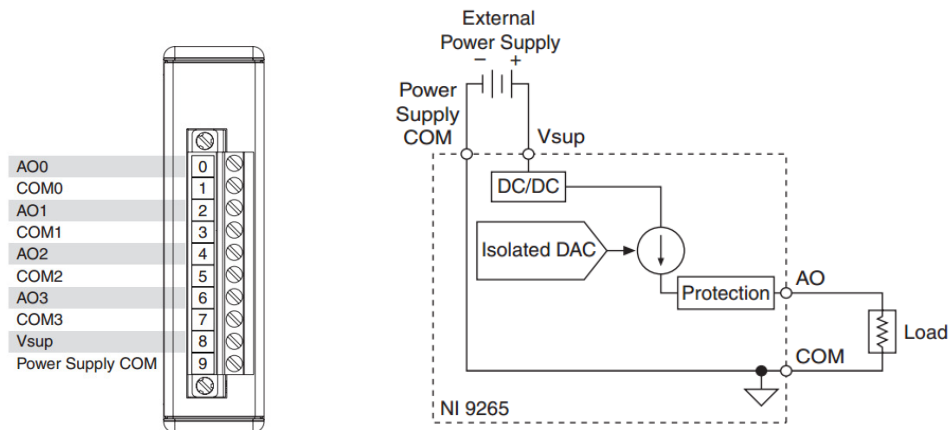 AO0
COM0
AO1
COM1
AO2
COM2
AO3
COM3
Vsup
Power Supply COM
0
1
2
3
4
5
6
7
8
9
External
Power Supply
– +
Power
Supply
COM
Vsup
DC/DC
Isolated DAC
Protection
AO
Load
COM
NI 9265